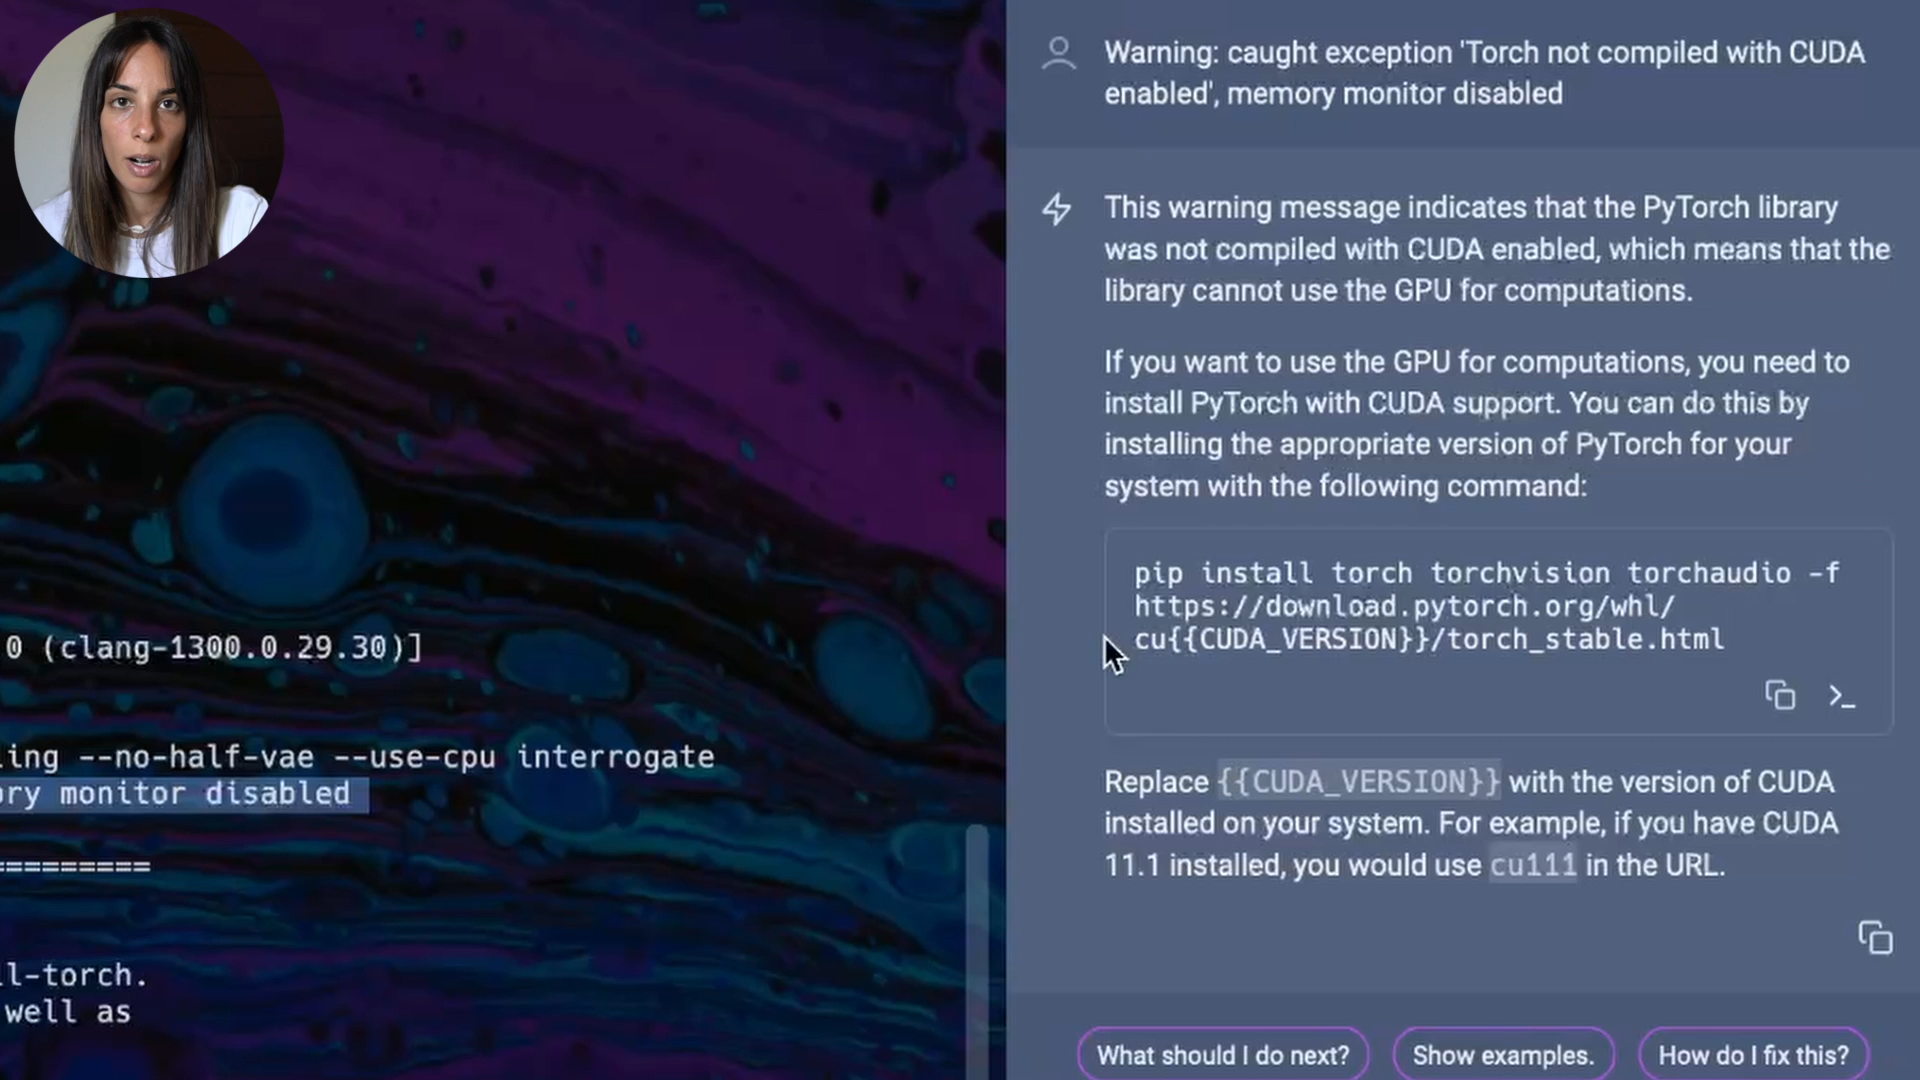 0 (clang-1300.0.29.30)]
ing --no-half-vae --use-cpu interrogate
ory monitor disabled
=========
l-torch.
well as
Warning: caught exception 'Torch not compiled with CUDA
enabled', memory monitor disabled
This warning message indicates that the PyTorch library
was not compiled with CUDA enabled, which means that the
library cannot use the GPU for computations.
If you want to use the GPU for computations, you need to
install PyTorch with CUDA support. You can do this by
installing the appropriate version of PyTorch for your
system with the following command:
pip install torch torchvision torchaudio -f
https://download.pytorch.org/whl/
cu{{CUDA_VERSION}}/torch_stable.html
Replace {{CUDA_VERSION}} with the version of CUDA
installed on your system. For example, if you have CUDA
11.1 installed, you would use cu111 in the URL.
What should I do next?
Show examples.
How do I fix this?